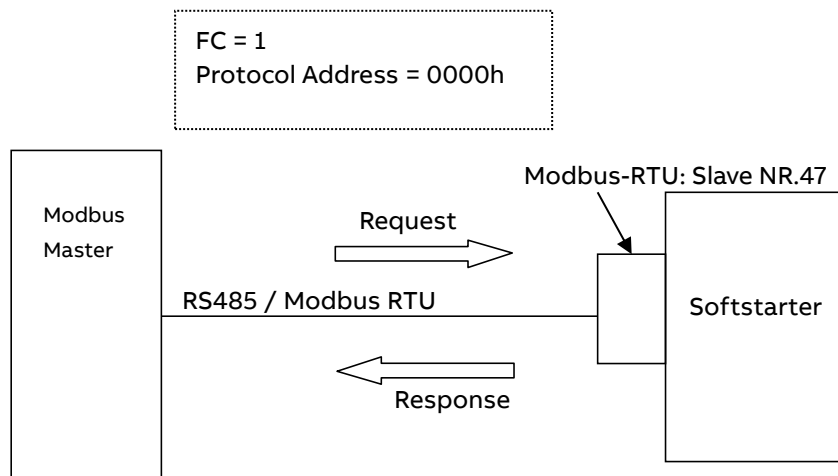 FC = 1
Protocol Address = 0000h
Modbus-RTU: Slave NR.47
Modbus
Master
Request
RS485 / Modbus RTU
Softstarter
Response